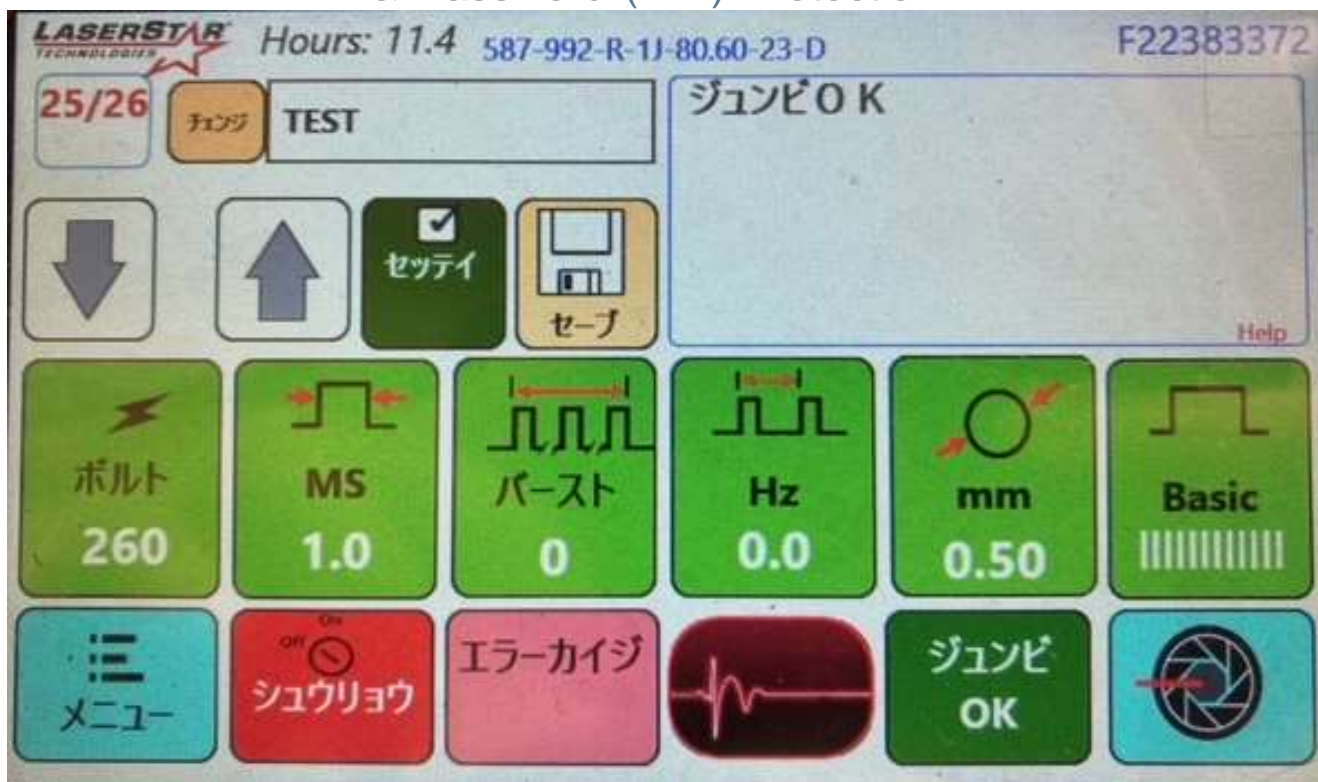 LASERSTAR
TECHNOLOGIES
Hours: 11.4
587-992-R-1J-80.60-23-D
F22383372
25/26
チェンジ
TEST
ジュンビOK
セッテイ
セーブ
Help
ボルト
260
MS
1.0
バースト
0
Hz
0.0
mm
0.50
Basic
メニュー
Off
On
シュウリョウ
エラーカイジ
ジュンビ
OK